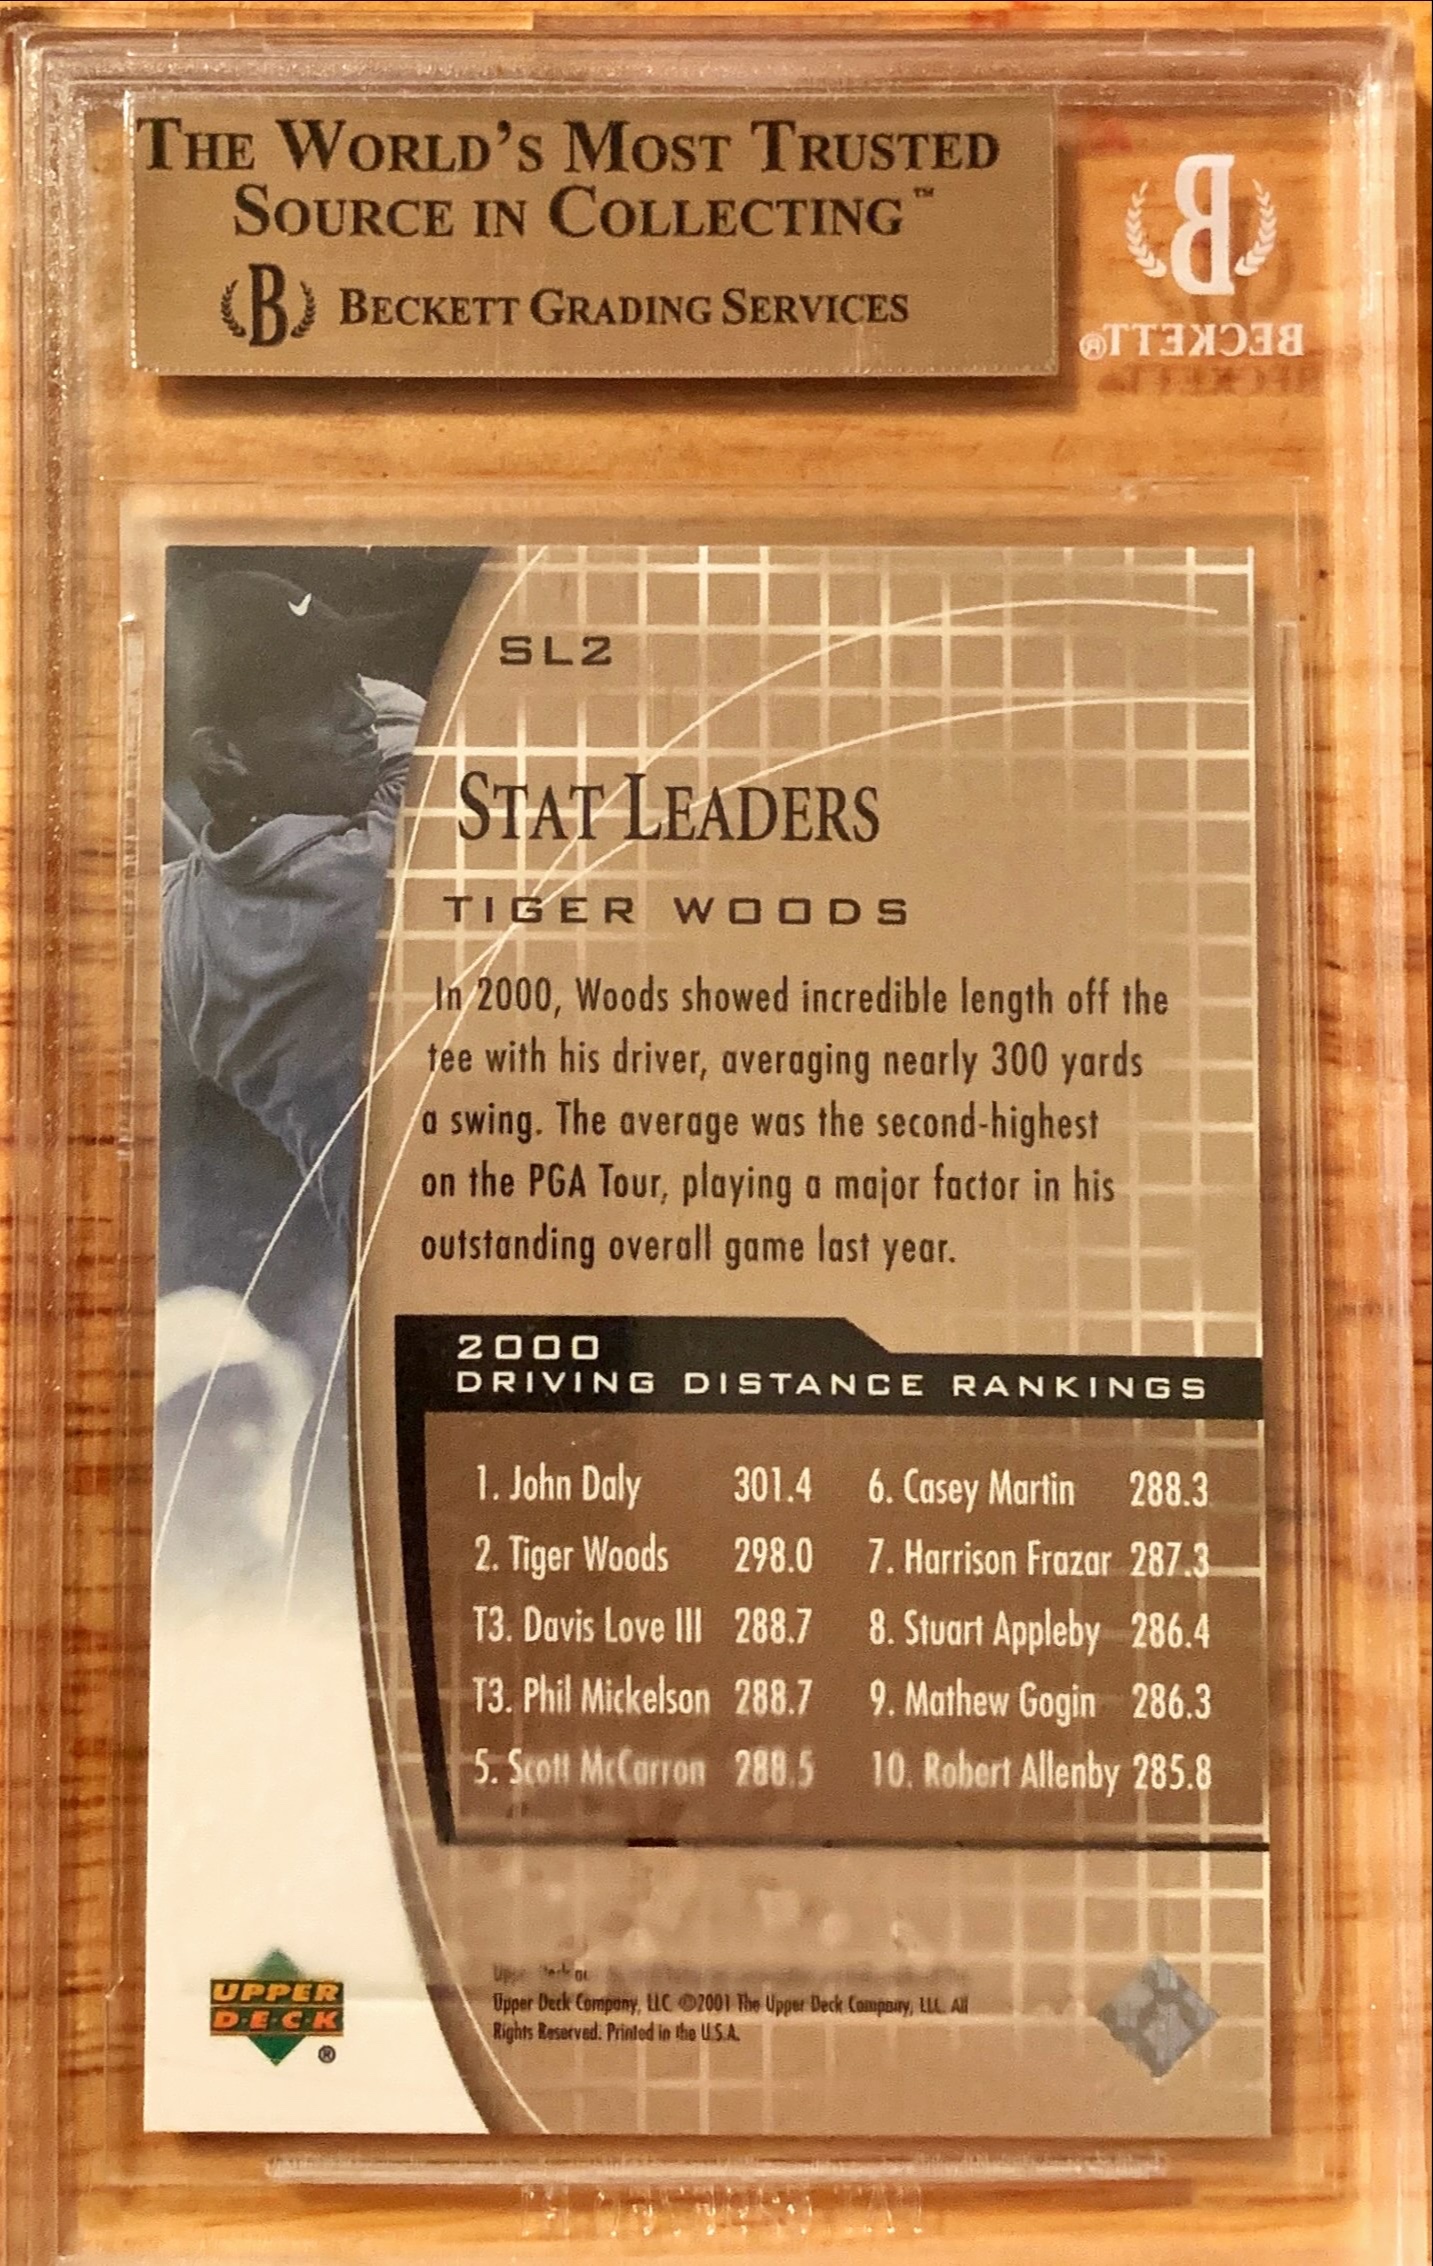 THE WORLD'S MOST TRUSTED
SOURCE IN COLLECTING™
B BECKETT GRADING SERVICES
B
BECKETT®
SL2
STAT LEADERS
TIGER WOODS
In 2000, Woods showed incredible length off the
tee with his driver, averaging nearly 300 yards
a swing. The average was the second-highest
on the PGA Tour, playing a major factor in his
outstanding overall game last year.
2000
DRIVING DISTANCE RANKINGS
1. John Daly 301.4 6. Casey Martin 288.3
2. Tiger Woods 298.0 7. Harrison Frazar 287.3
T3. Davis Love III 288.7 8. Stuart Appleby 286.4
T3. Phil Mickelson 288.7 9. Mathew Gogin 286.3
5. Scott McCarron 288.5 10. Robert Allenby 285.8
UPPER
D·E·C·K
®
Upper Deck
Upper Deck Company, LLC. ©2001 The Upper Deck Company, LLC. All
Rights Reserved. Printed in the U.S.A.